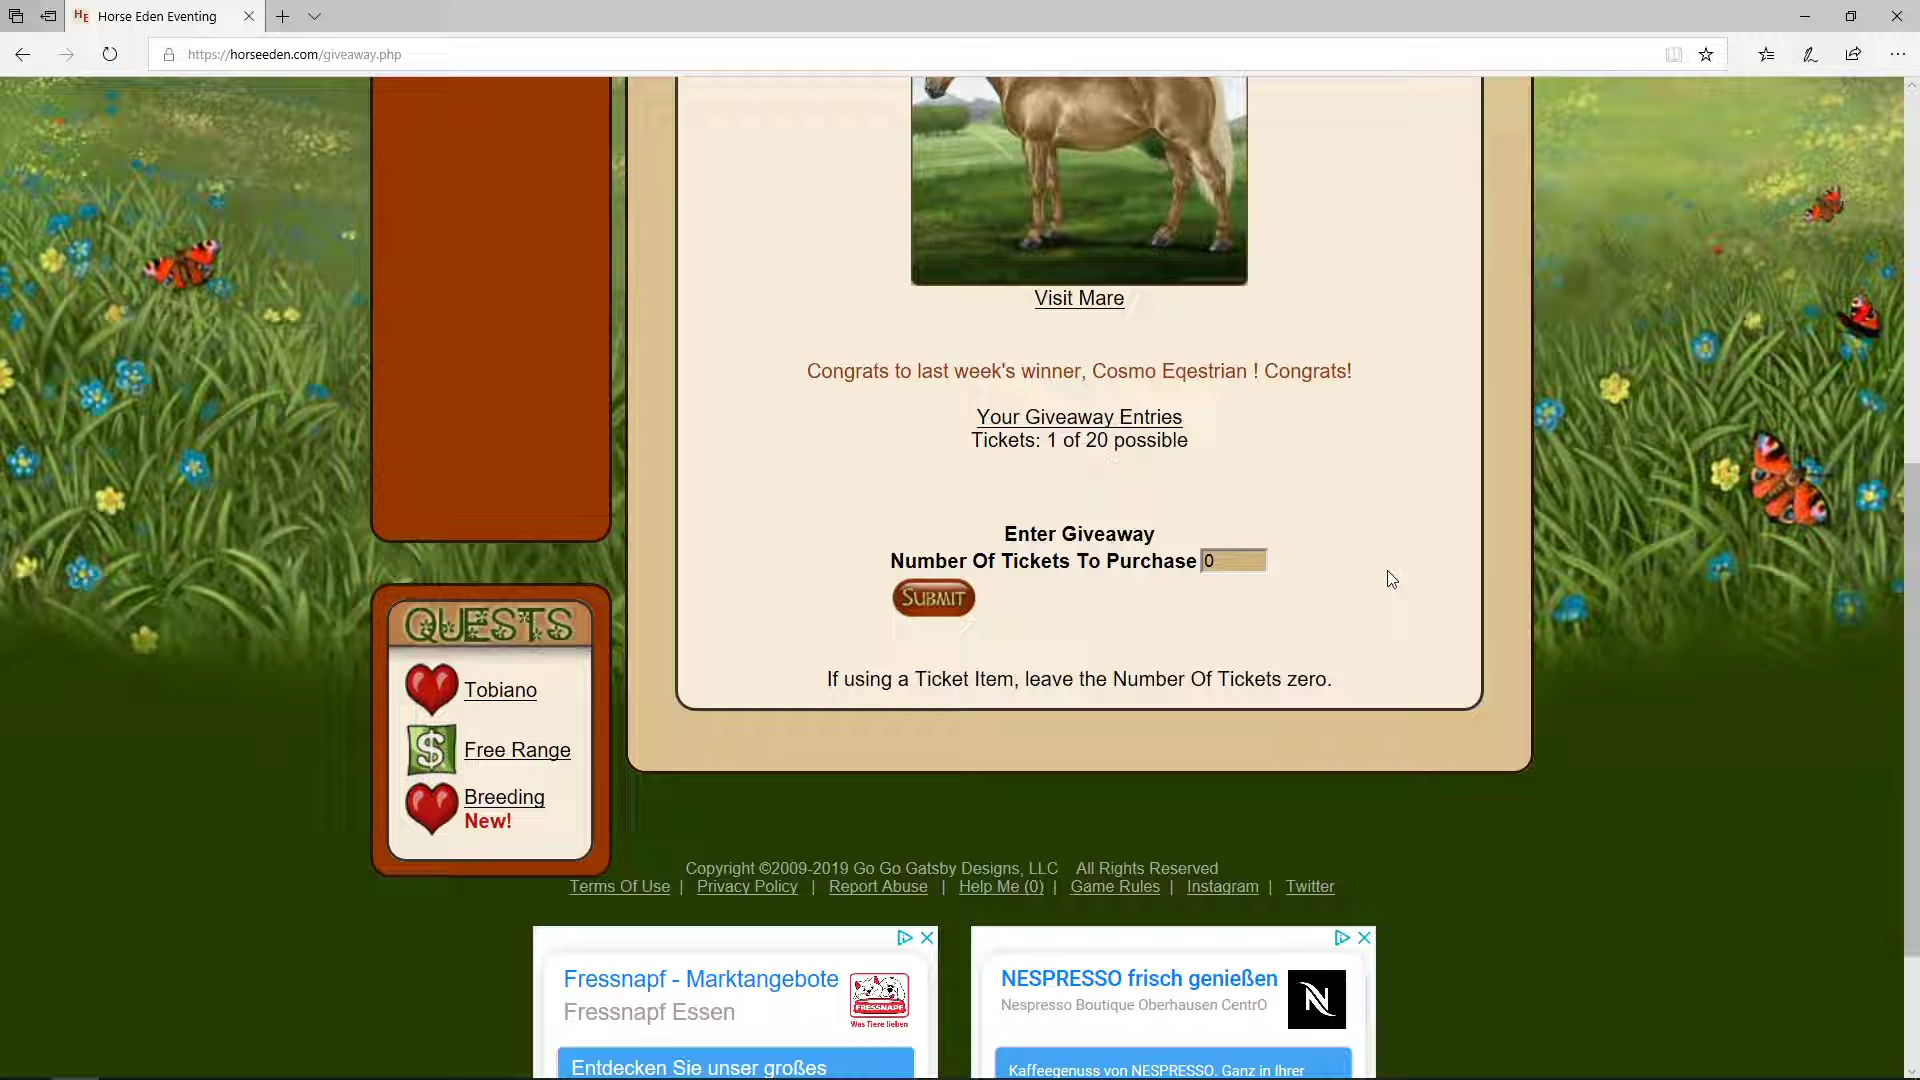 HE Horse Eden Eventing
https://horseeden.com/giveaway.php
Visit Mare
Congrats to last week's winner, Cosmo Eqestrian ! Congrats!
Your Giveaway Entries
Tickets: 1 of 20 possible
Enter Giveaway
Number Of Tickets To Purchase 0
SUBMIT
If using a Ticket Item, leave the Number Of Tickets zero.
QUESTS
Tobiano
$ Free Range
Breeding
New!
Copyright ©2009-2019 Go Go Gatsby Designs, LLC All Rights Reserved
Terms Of Use | Privacy Policy | Report Abuse | Help Me (0) | Game Rules | Instagram | Twitter
Fressnapf - Marktangebote
Fressnapf Essen
FRESSNAPF
Was Tiere lieben
Entdecken Sie unser großes
NESPRESSO frisch genießen
Nespresso Boutique Oberhausen CentrO
N
Kaffeegenuss von NESPRESSO. Ganz in Ihrer